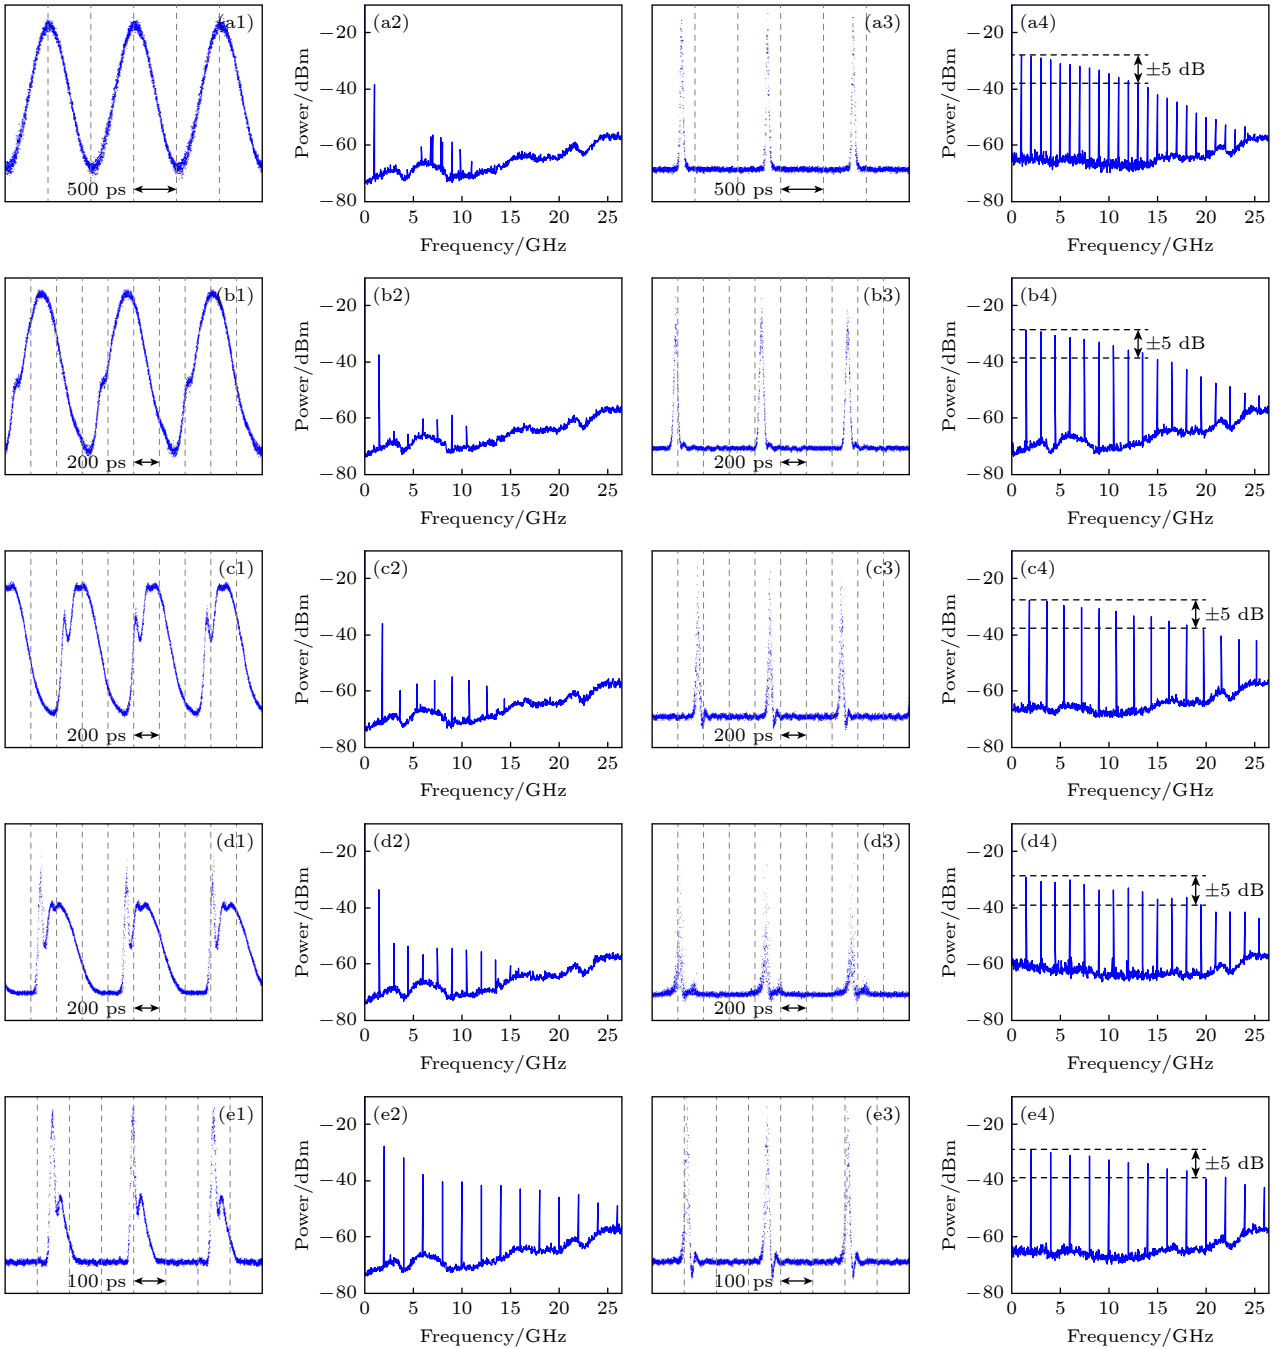 (a1)
500 ps
(a2)
Power/dBm
−20
−40
−60
−80
0 5 10 15 20 25
Frequency/GHz
(a3)
500 ps
(a4)
±5 dB
Power/dBm
−20
−40
−60
−80
0 5 10 15 20 25
Frequency/GHz
(b1)
200 ps
(b2)
Power/dBm
−20
−40
−60
−80
0 5 10 15 20 25
Frequency/GHz
(b3)
200 ps
(b4)
±5 dB
Power/dBm
−20
−40
−60
−80
0 5 10 15 20 25
Frequency/GHz
(c1)
200 ps
(c2)
Power/dBm
−20
−40
−60
−80
0 5 10 15 20 25
Frequency/GHz
(c3)
200 ps
(c4)
±5 dB
Power/dBm
−20
−40
−60
−80
0 5 10 15 20 25
Frequency/GHz
(d1)
200 ps
(d2)
Power/dBm
−20
−40
−60
−80
0 5 10 15 20 25
Frequency/GHz
(d3)
200 ps
(d4)
±5 dB
Power/dBm
−20
−40
−60
−80
0 5 10 15 20 25
Frequency/GHz
(e1)
100 ps
(e2)
Power/dBm
−20
−40
−60
−80
0 5 10 15 20 25
Frequency/GHz
(e3)
100 ps
(e4)
±5 dB
Power/dBm
−20
−40
−60
−80
0 5 10 15 20 25
Frequency/GHz